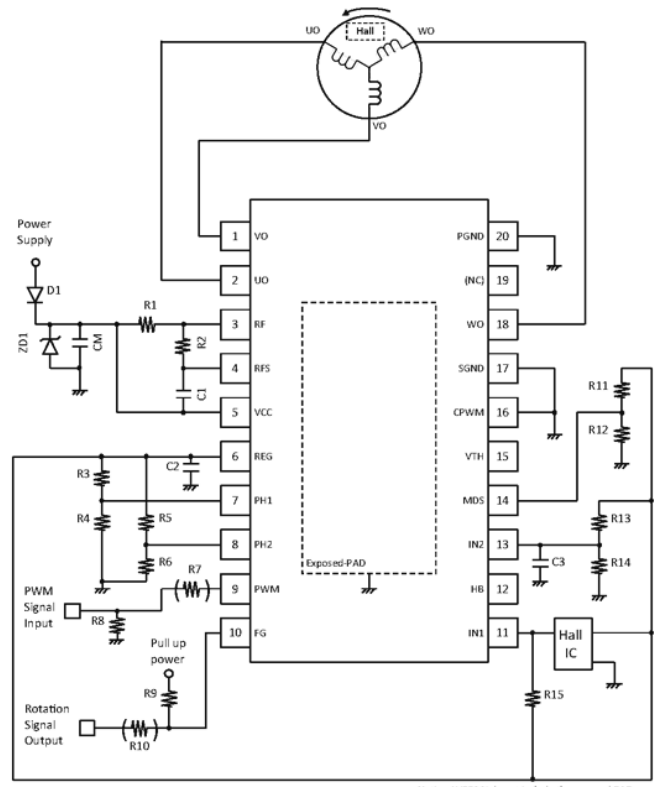 UO
Hall
WO
VO
Power
Supply
D1
ZD1
CM
R1
R2
C1
1
VO
2
UO
3
RF
4
RFS
5
VCC
6
REG
7
PH1
8
PH2
9
PWM
10
FG
PGND
20
(NC)
19
WO
18
SGND
17
CPWM
16
VTH
15
MDS
14
IN2
13
HB
12
IN1
11
Exposed-PAD
R3
R4
R5
R6
C2
R7
PWM
Signal
Input
R8
Pull up
power
R9
Rotation
Signal
Output
R10
R11
R12
R13
R14
C3
Hall
IC
R15